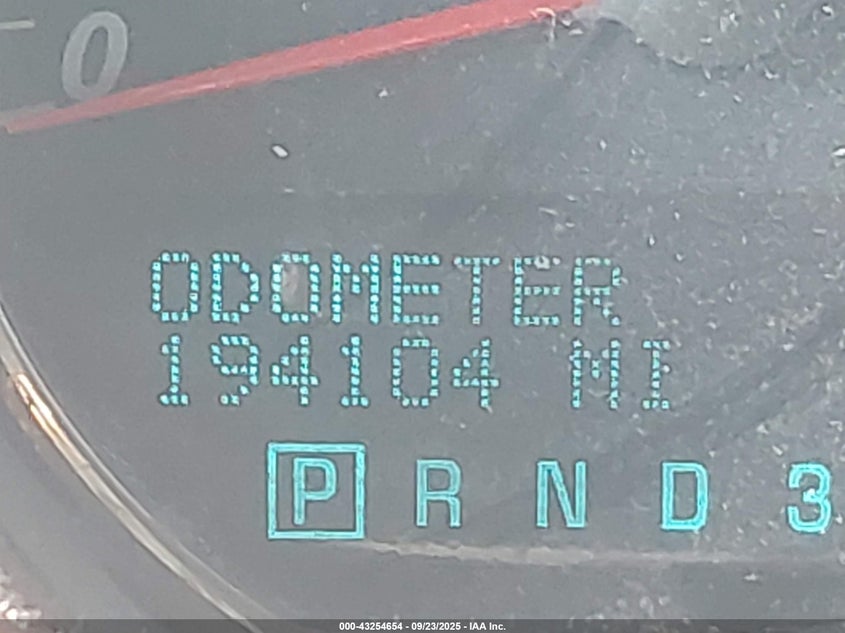 0
ODOMETER
194104 MI
P R N D 3
000-43254654 - 09/23/2025 - IAA Inc.